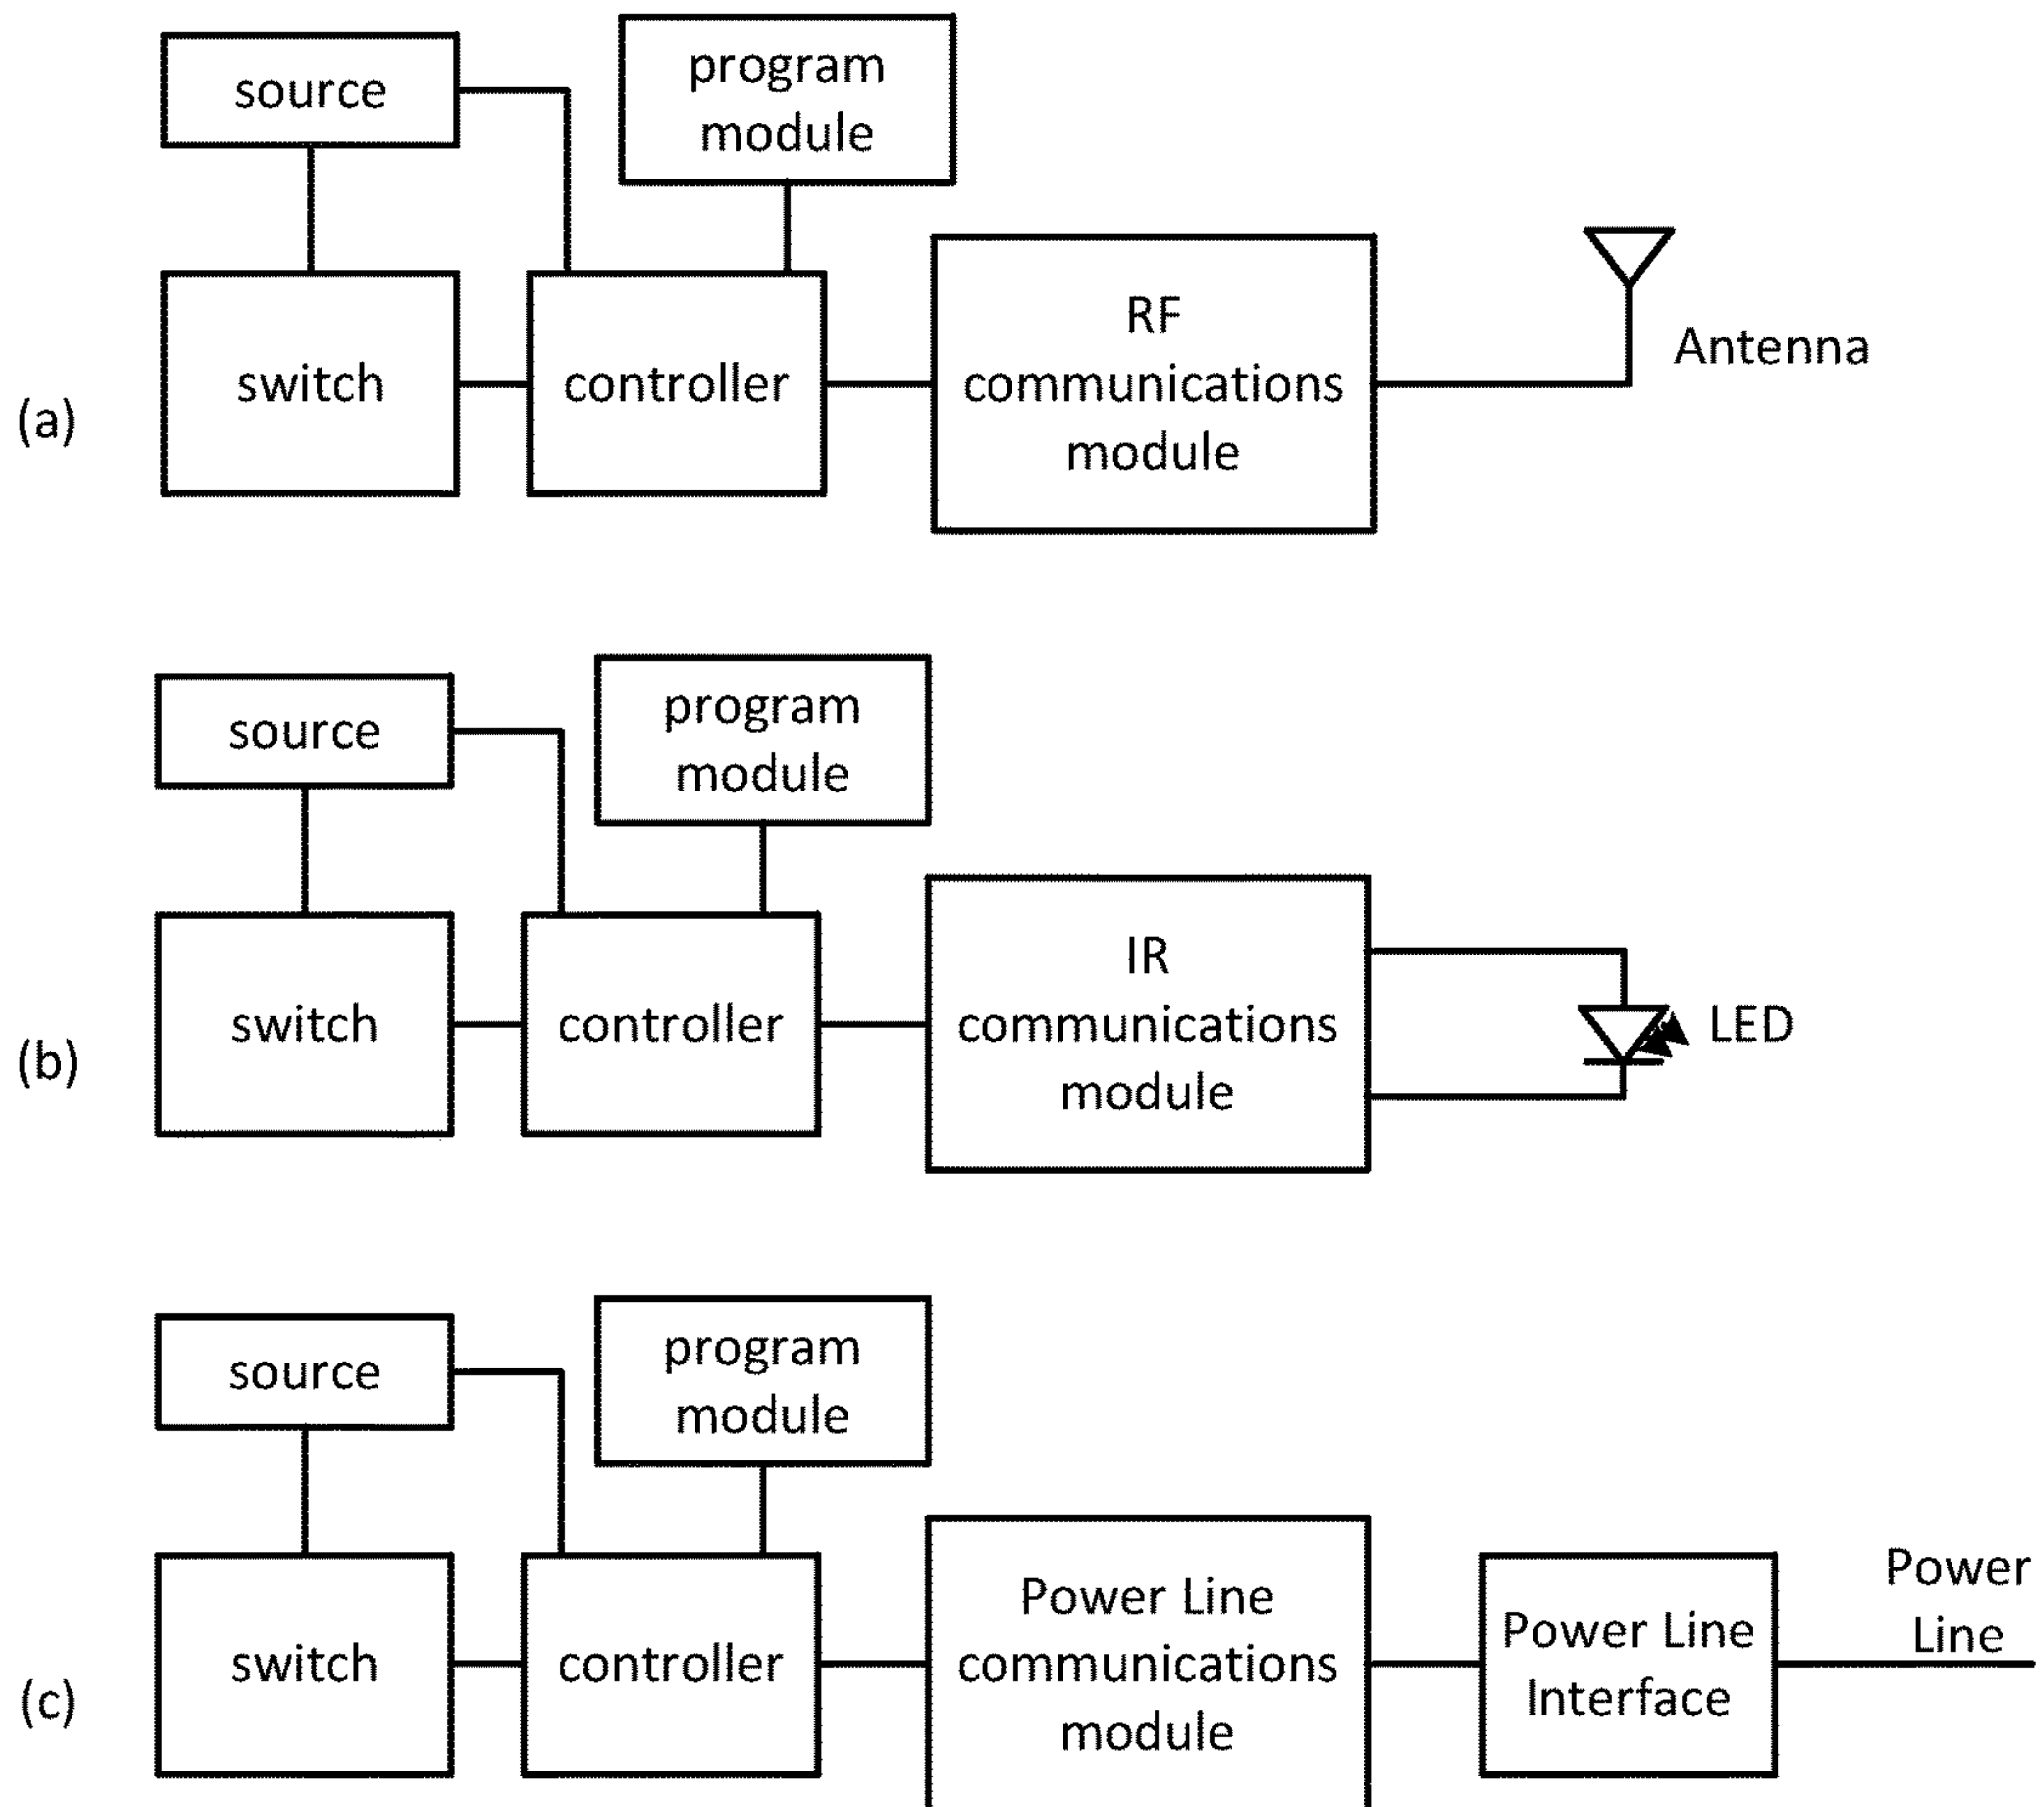 source
program
module
switch
controller
RF
communications
module
Antenna
(a)
source
program
module
switch
controller
IR
communications
module
LED
(b)
source
program
module
switch
controller
Power Line
communications
module
Power Line
Interface
Power
Line
(c)